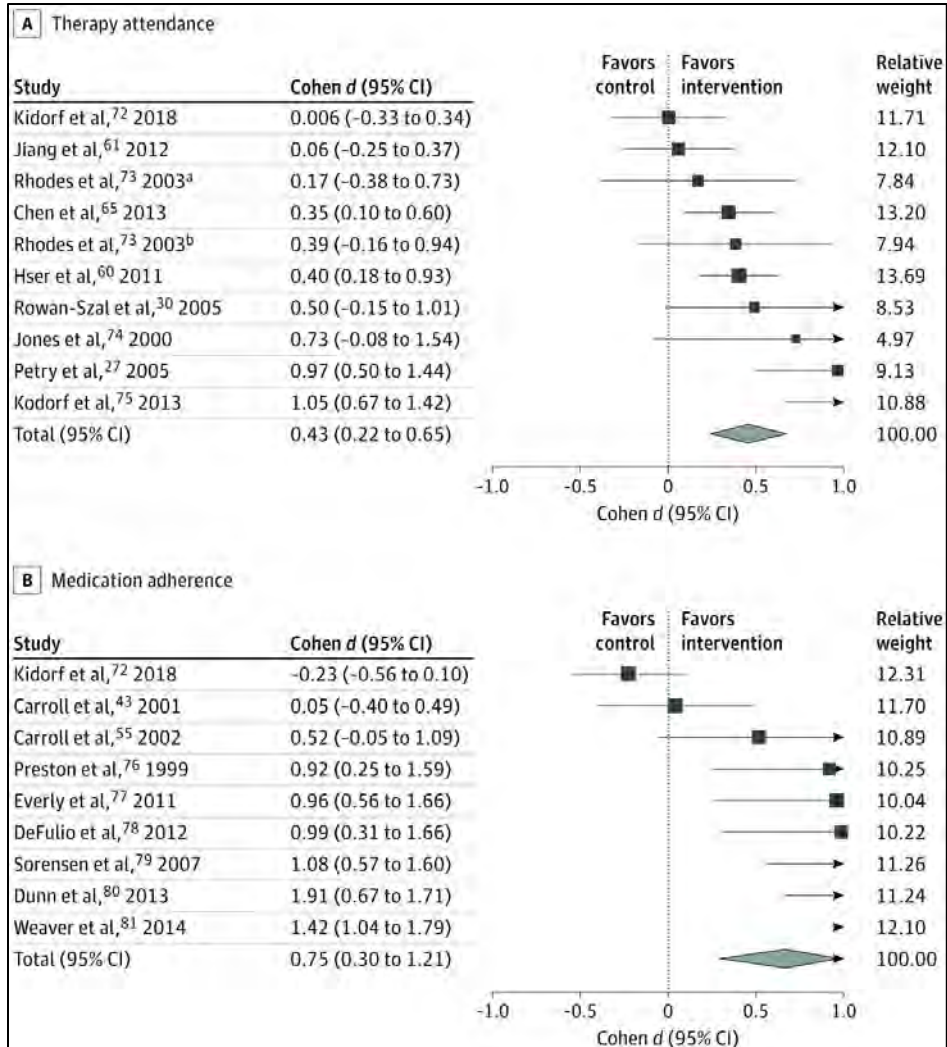 A Therapy attendance
Favors control Favors intervention Relative weight
Study Cohen d (95% CI)
Kidorf et al,72 2018 0.006 (–0.33 to 0.34) 11.71
Jiang et al,61 2012 0.06 (–0.25 to 0.37) 12.10
Rhodes et al,73 2003a 0.17 (–0.38 to 0.73) 7.84
Chen et al,65 2013 0.35 (0.10 to 0.60) 13.20
Rhodes et al,73 2003b 0.39 (–0.16 to 0.94) 7.94
Hser et al,60 2011 0.40 (0.18 to 0.93) 13.69
Rowan-Szal et al,30 2005 0.50 (–0.15 to 1.01) 8.53
Jones et al,74 2000 0.73 (–0.08 to 1.54) 4.97
Petry et al,27 2005 0.97 (0.50 to 1.44) 9.13
Kodorf et al,75 2013 1.05 (0.67 to 1.42) 10.88
Total (95% CI) 0.43 (0.22 to 0.65) 100.00
-1.0 -0.5 0 0.5 1.0
Cohen d (95% CI)
B Medication adherence
Favors control Favors intervention Relative weight
Study Cohen d (95% CI)
Kidorf et al,72 2018 -0.23 (–0.56 to 0.10) 12.31
Carroll et al,43 2001 0.05 (–0.40 to 0.49) 11.70
Carroll et al,55 2002 0.52 (–0.05 to 1.09) 10.89
Preston et al,76 1999 0.92 (0.25 to 1.59) 10.25
Everly et al,77 2011 0.96 (0.56 to 1.66) 10.04
DeFulio et al,78 2012 0.99 (0.31 to 1.66) 10.22
Sorensen et al,79 2007 1.08 (0.57 to 1.60) 11.26
Dunn et al,80 2013 1.91 (0.67 to 1.71) 11.24
Weaver et al,81 2014 1.42 (1.04 to 1.79) 12.10
Total (95% CI) 0.75 (0.30 to 1.21) 100.00
-1.0 -0.5 0 0.5 1.0
Cohen d (95% CI)